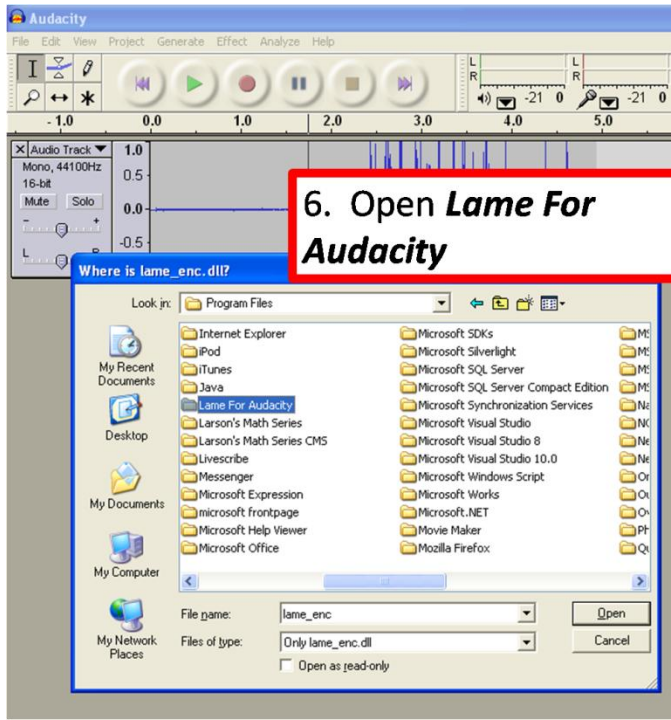 Audacity
File Edit View Project Generate Effect Analyze Help
L L
R R
-21 0 -21 0
- 1.0 0.0 1.0 2.0 3.0 4.0 5.0
X Audio Track 1.0
Mono, 44100Hz
16-bit
0.5
Mute Solo
0.0
- +
-0.5
L R
6. Open Lame For
Audacity
Where is lame_enc.dll?
Look in: Program Files
My Recent
Documents
Desktop
My Documents
My Computer
My Network
Places
Internet Explorer
iPod
iTunes
Java
Lame For Audacity
Larson's Math Series
Larson's Math Series CMS
Livescribe
Messenger
Microsoft Expression
microsoft frontpage
Microsoft Help Viewer
Microsoft Office
Microsoft SDKs
Microsoft Silverlight
Microsoft SQL Server
Microsoft SQL Server Compact Edition
Microsoft Synchronization Services
Microsoft Visual Studio
Microsoft Visual Studio 8
Microsoft Visual Studio 10.0
Microsoft Windows Script
Microsoft Works
Microsoft.NET
Movie Maker
Mozilla Firefox
File name: lame_enc Open
Files of type: Only lame_enc.dll Cancel
Open as read-only